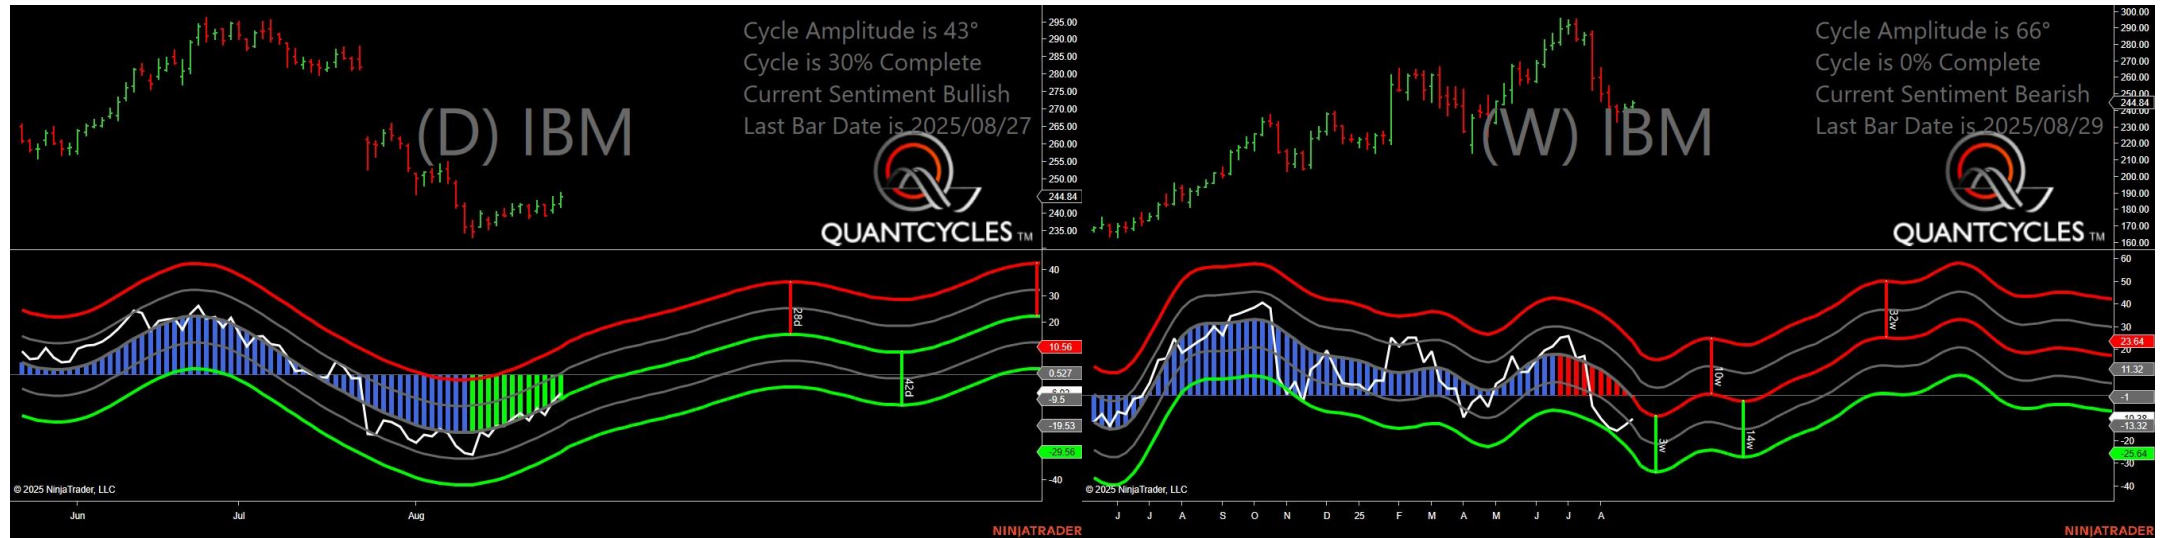 Cycle Amplitude is 43°
Cycle is 30% Complete
Current Sentiment Bullish
Last Bar Date is 2025/08/27
(D) IBM
QUANTCYCLES TM
295.00
285.00
280.00
275.00
270.00
265.00
260.00
255.00
250.00
244.84
240.00
235.00
40
30
20
10.56
0.527
-9.5
-19.53
-29.56
-40
28d
42d
© 2025 NinjaTrader, LLC
Jun
Jul
Aug
NINJATRADER
Cycle Amplitude is 66°
Cycle is 0% Complete
Current Sentiment Bearish
Last Bar Date is 2025/08/29
(W) IBM
QUANTCYCLES TM
300.00
290.00
280.00
270.00
260.00
250.00
244.84
240.00
230.00
220.00
210.00
200.00
190.00
180.00
170.00
160.00
60
50
40
30
23.64
20
11.32
-1
-13.32
-20
-25.64
-30
-40
3w
10w
14w
32w
© 2025 NinjaTrader, LLC
J J A S O N D 25 F M A M J J A
NINJATRADER